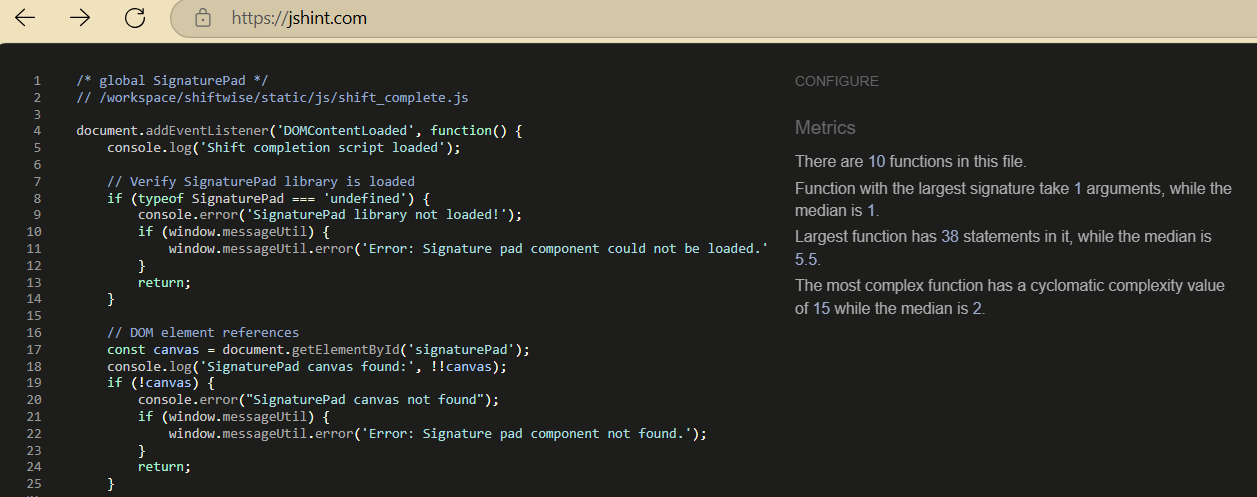 https://jshint.com
1 /* global SignaturePad */
2 // /workspace/shiftwise/static/js/shift_complete.js
3
4 document.addEventListener('DOMContentLoaded', function() {
5 console.log('Shift completion script loaded');
6
7 // Verify SignaturePad library is loaded
8 if (typeof SignaturePad === 'undefined') {
9 console.error('SignaturePad library not loaded!');
10 if (window.messageUtil) {
11 window.messageUtil.error('Error: Signature pad component could not be loaded.'
12 }
13 return;
14 }
15
16 // DOM element references
17 const canvas = document.getElementById('signaturePad');
18 console.log('SignaturePad canvas found:', !!canvas);
19 if (!canvas) {
20 console.error("SignaturePad canvas not found");
21 if (window.messageUtil) {
22 window.messageUtil.error('Error: Signature pad component not found.');
23 }
24 return;
25 }
CONFIGURE
Metrics
There are 10 functions in this file.
Function with the largest signature take 1 arguments, while the
median is 1.
Largest function has 38 statements in it, while the median is
5.5.
The most complex function has a cyclomatic complexity value
of 15 while the median is 2.